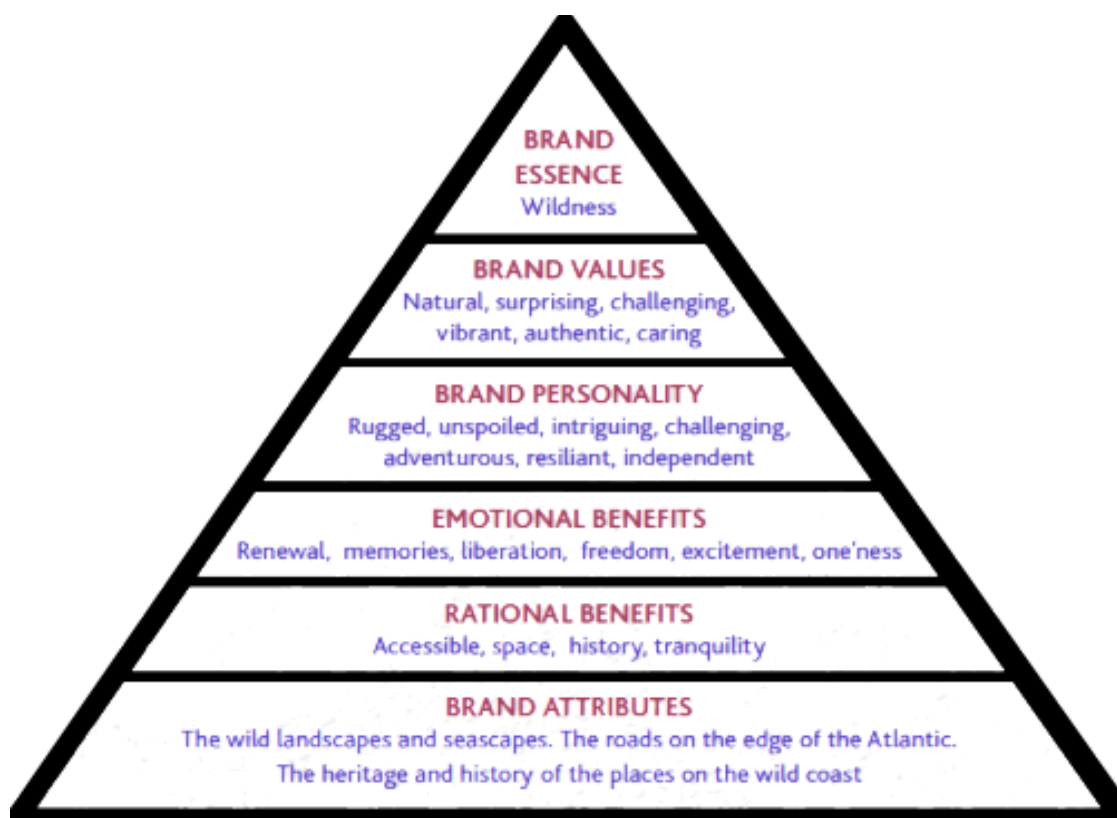 BRAND
ESSENCE
Wildness
BRAND VALUES
Natural, surprising, challenging,
vibrant, authentic, caring
BRAND PERSONALITY
Rugged, unspoiled, intriguing, challenging,
adventurous, resiliant, independent
EMOTIONAL BENEFITS
Renewal, memories, liberation, freedom, excitement, one'ness
RATIONAL BENEFITS
Accessible, space, history, tranquility
BRAND ATTRIBUTES
The wild landscapes and seascapes. The roads on the edge of the Atlantic.
The heritage and history of the places on the wild coast